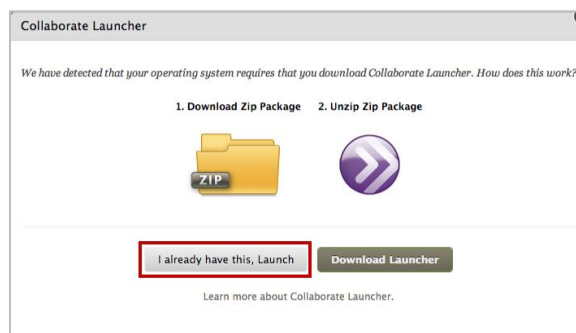 Collaborate Launcher
We have detected that your operating system requires that you download Collaborate Launcher. How does this work?
1. Download Zip Package 2. Unzip Zip Package
ZIP
I already have this, Launch Download Launcher
Learn more about Collaborate Launcher.